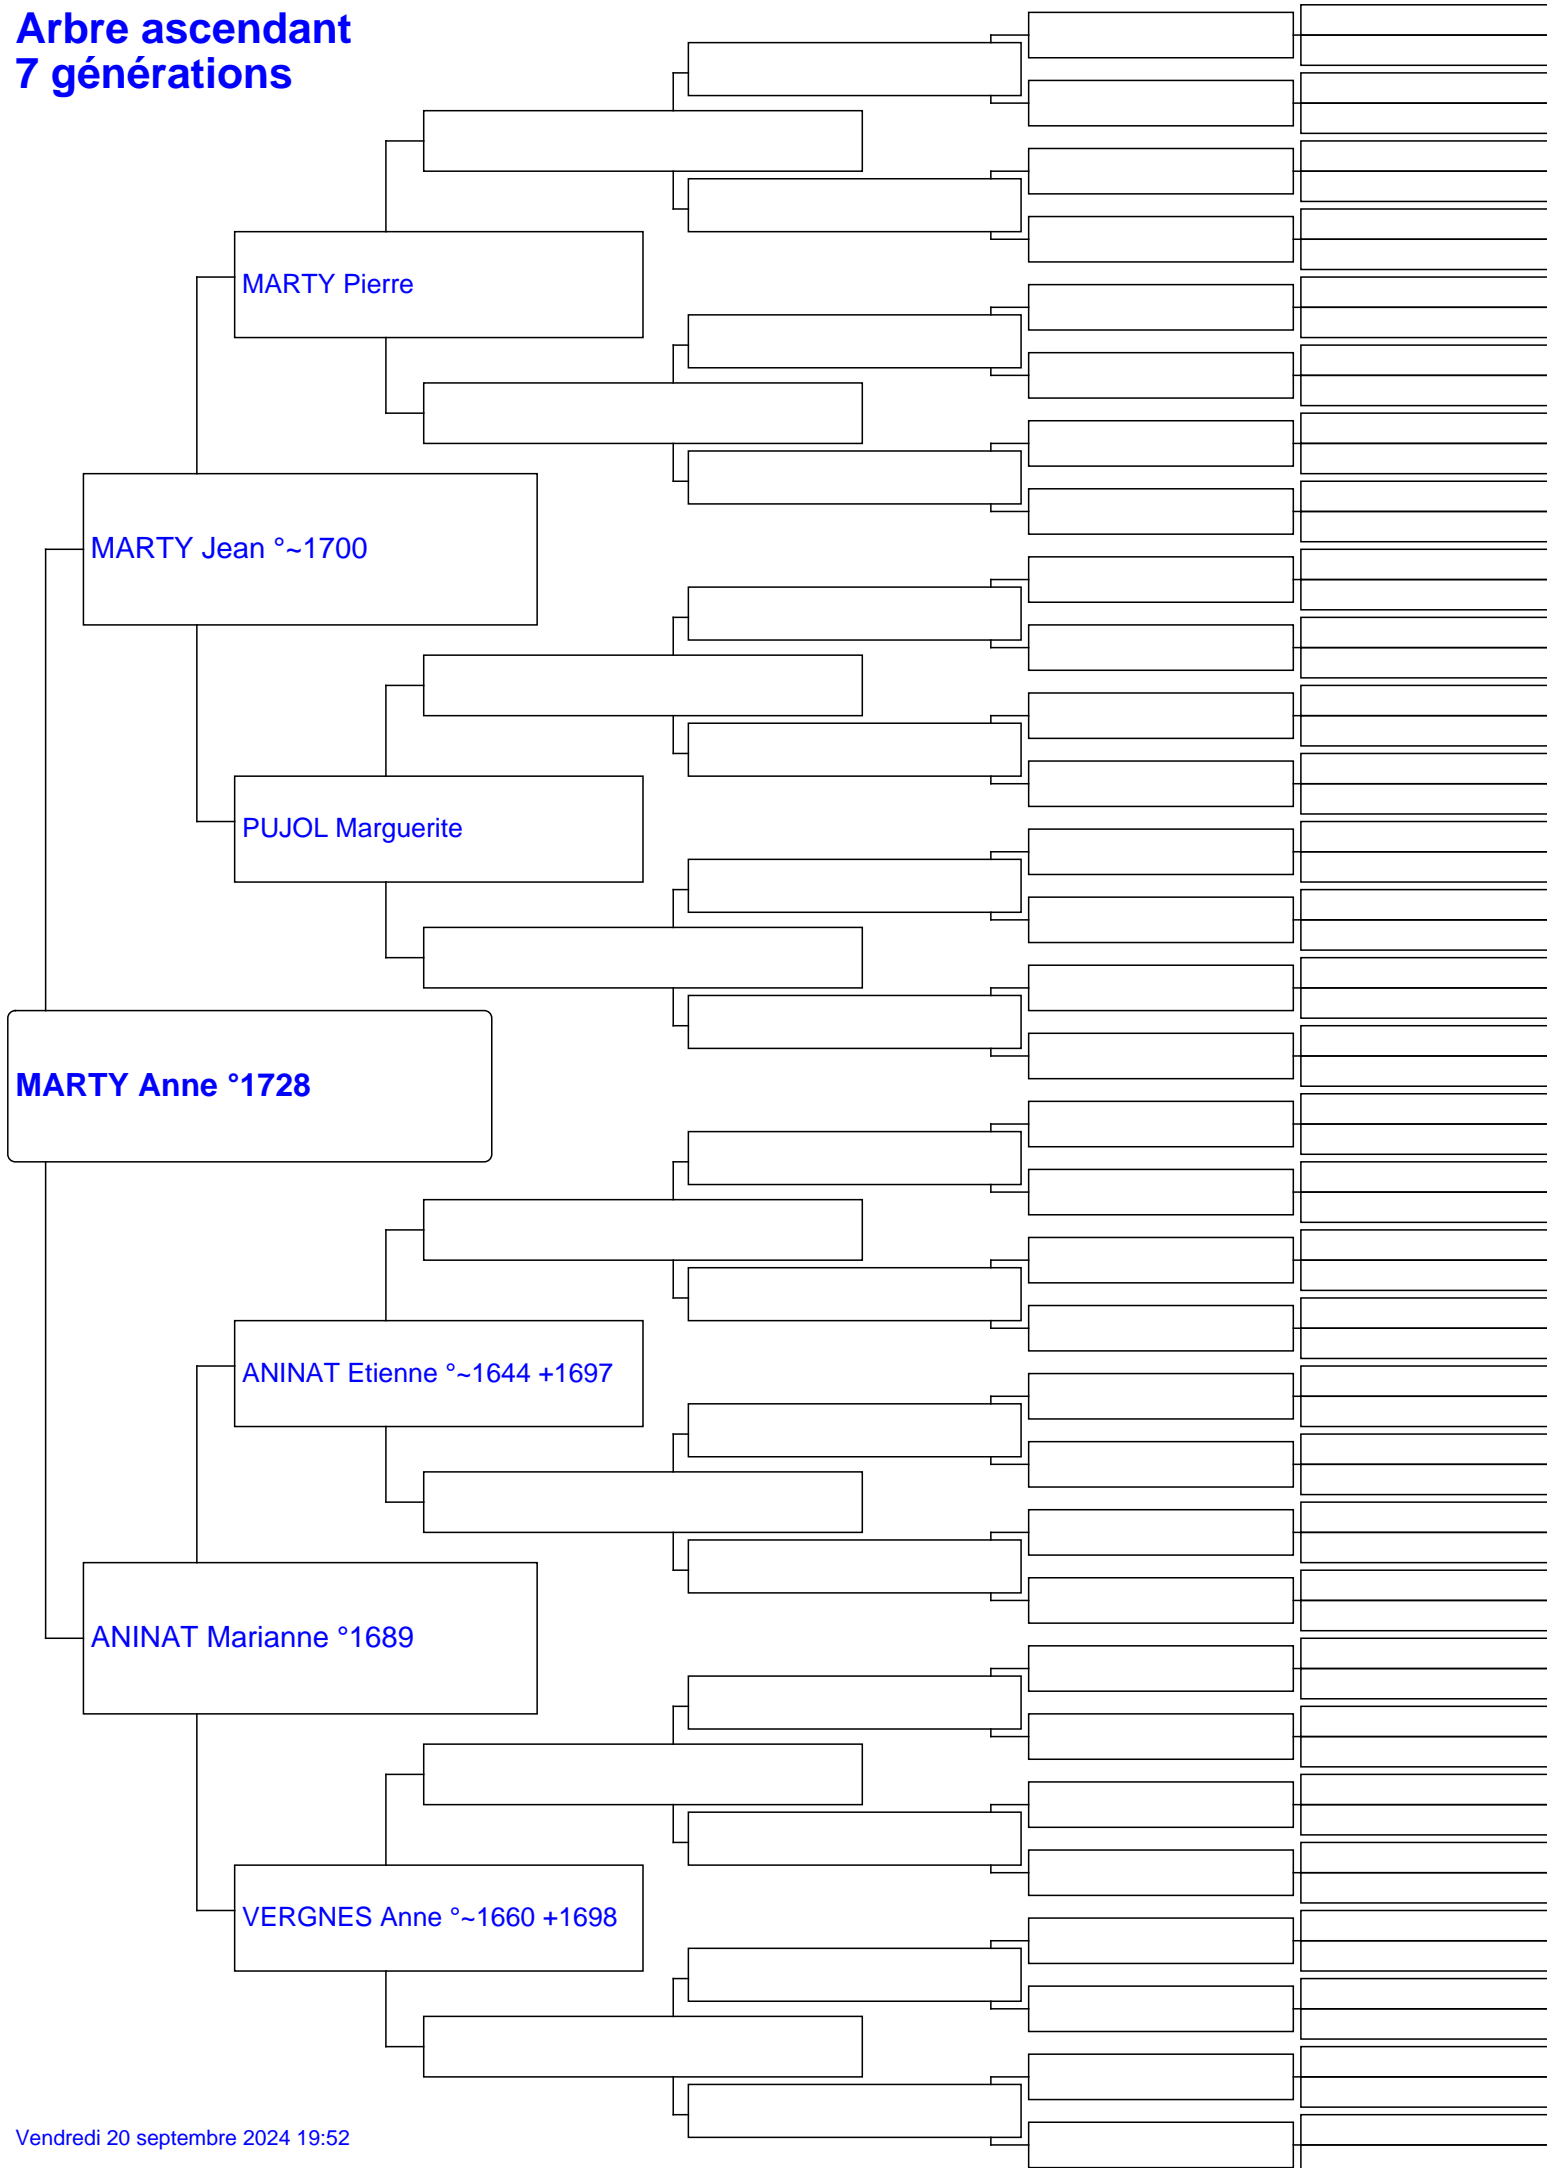 Arbre ascendant
7 générations
MARTY Pierre
MARTY Jean °~1700
PUJOL Marguerite
MARTY Anne °1728
ANINAT Etienne °~1644 +1697
ANINAT Marianne °1689
VERGNES Anne °~1660 +1698
Vendredi 20 septembre 2024 19:52